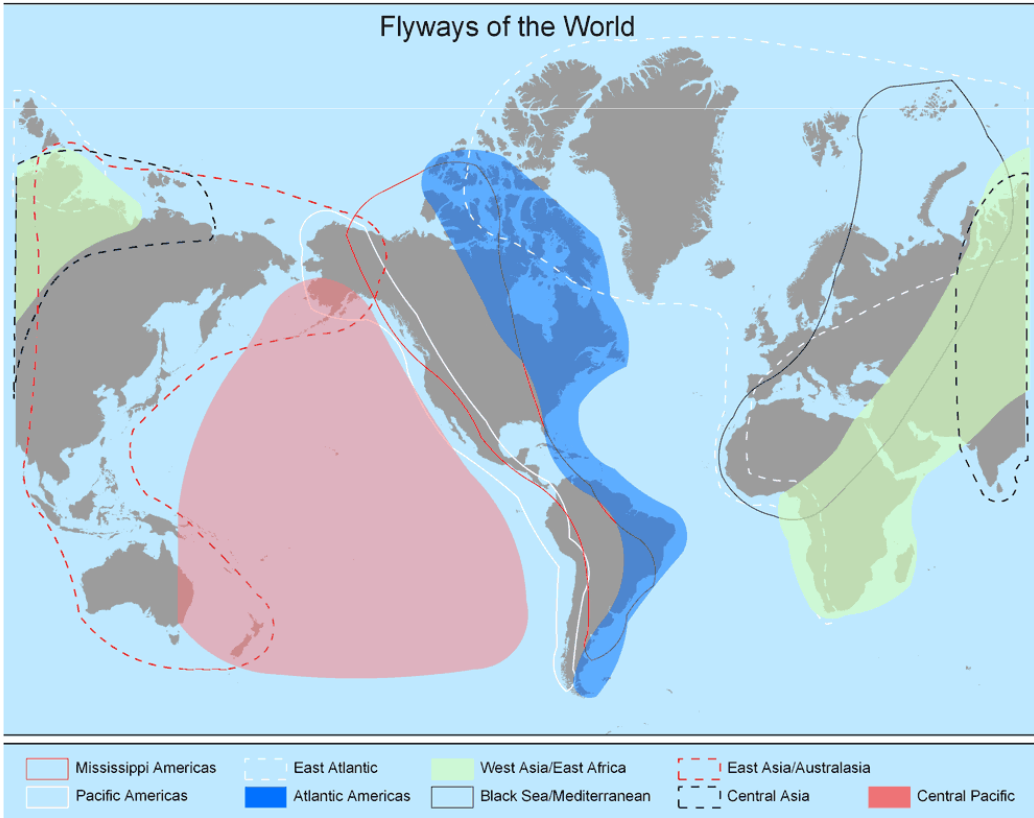 Flyways of the World
Mississippi Americas
East Atlantic
West Asia/East Africa
East Asia/Australasia
Pacific Americas
Atlantic Americas
Black Sea/Mediterranean
Central Asia
Central Pacific